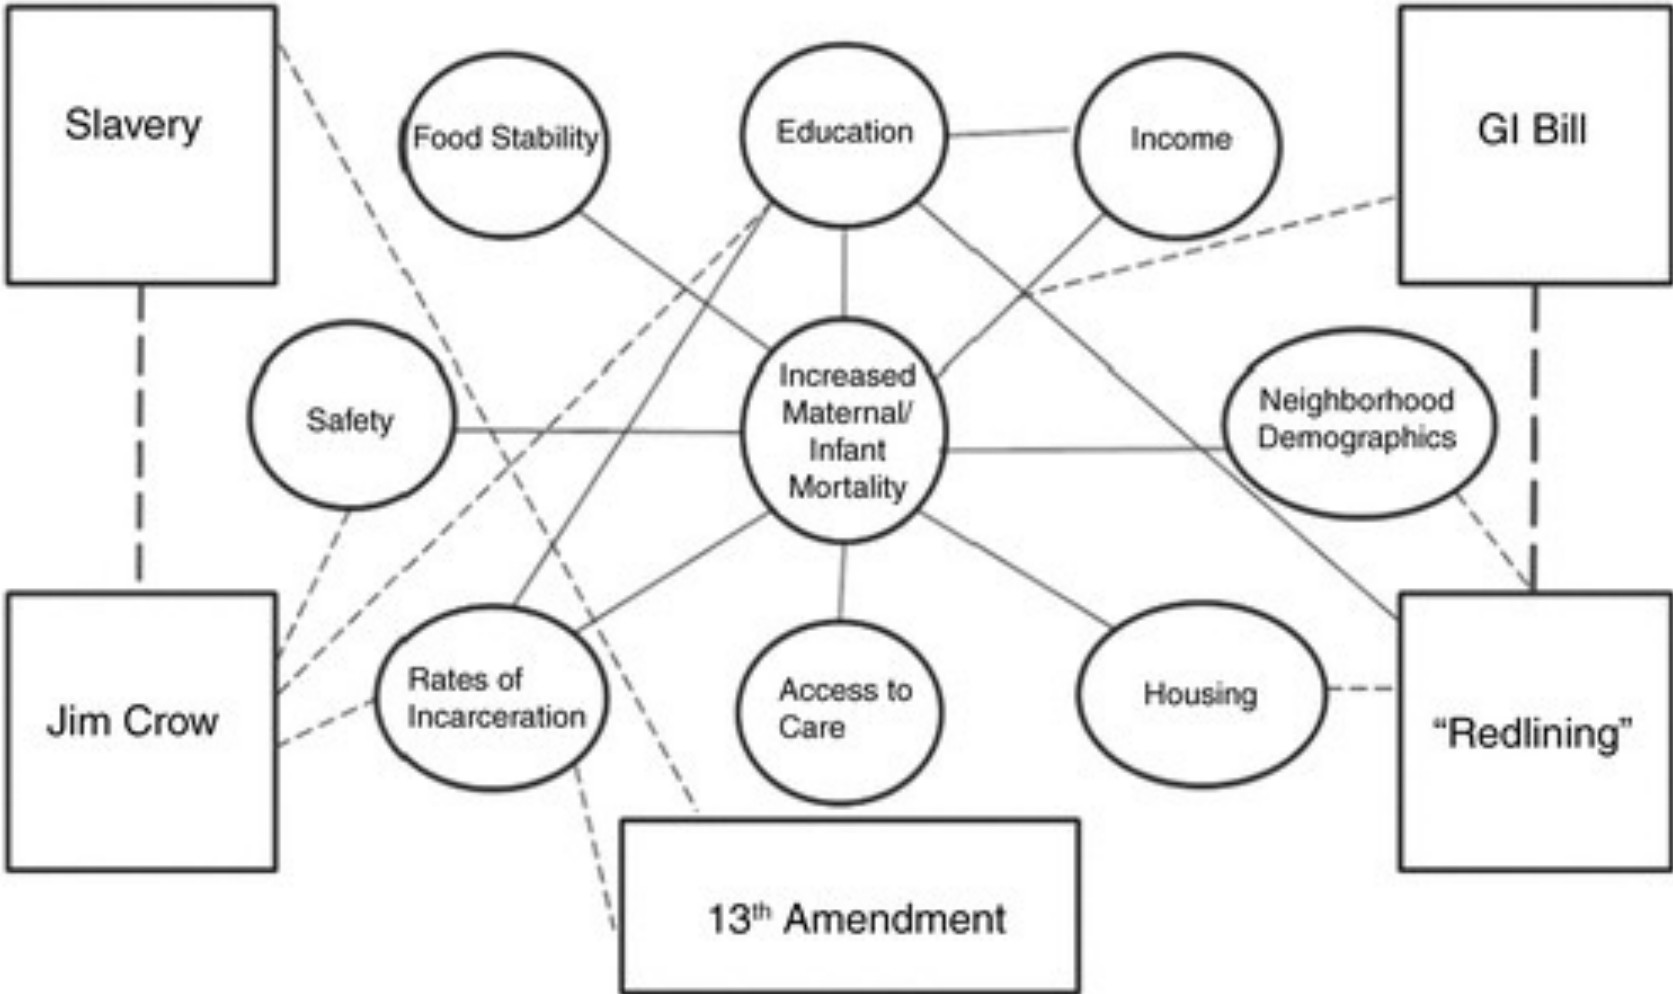 Slavery
Food Stability
Education
Income
GI Bill
Safety
Increased
Maternal/
Infant
Mortality
Neighborhood
Demographics
Jim Crow
Rates of
Incarceration
Access to
Care
Housing
“Redlining”
13th Amendment